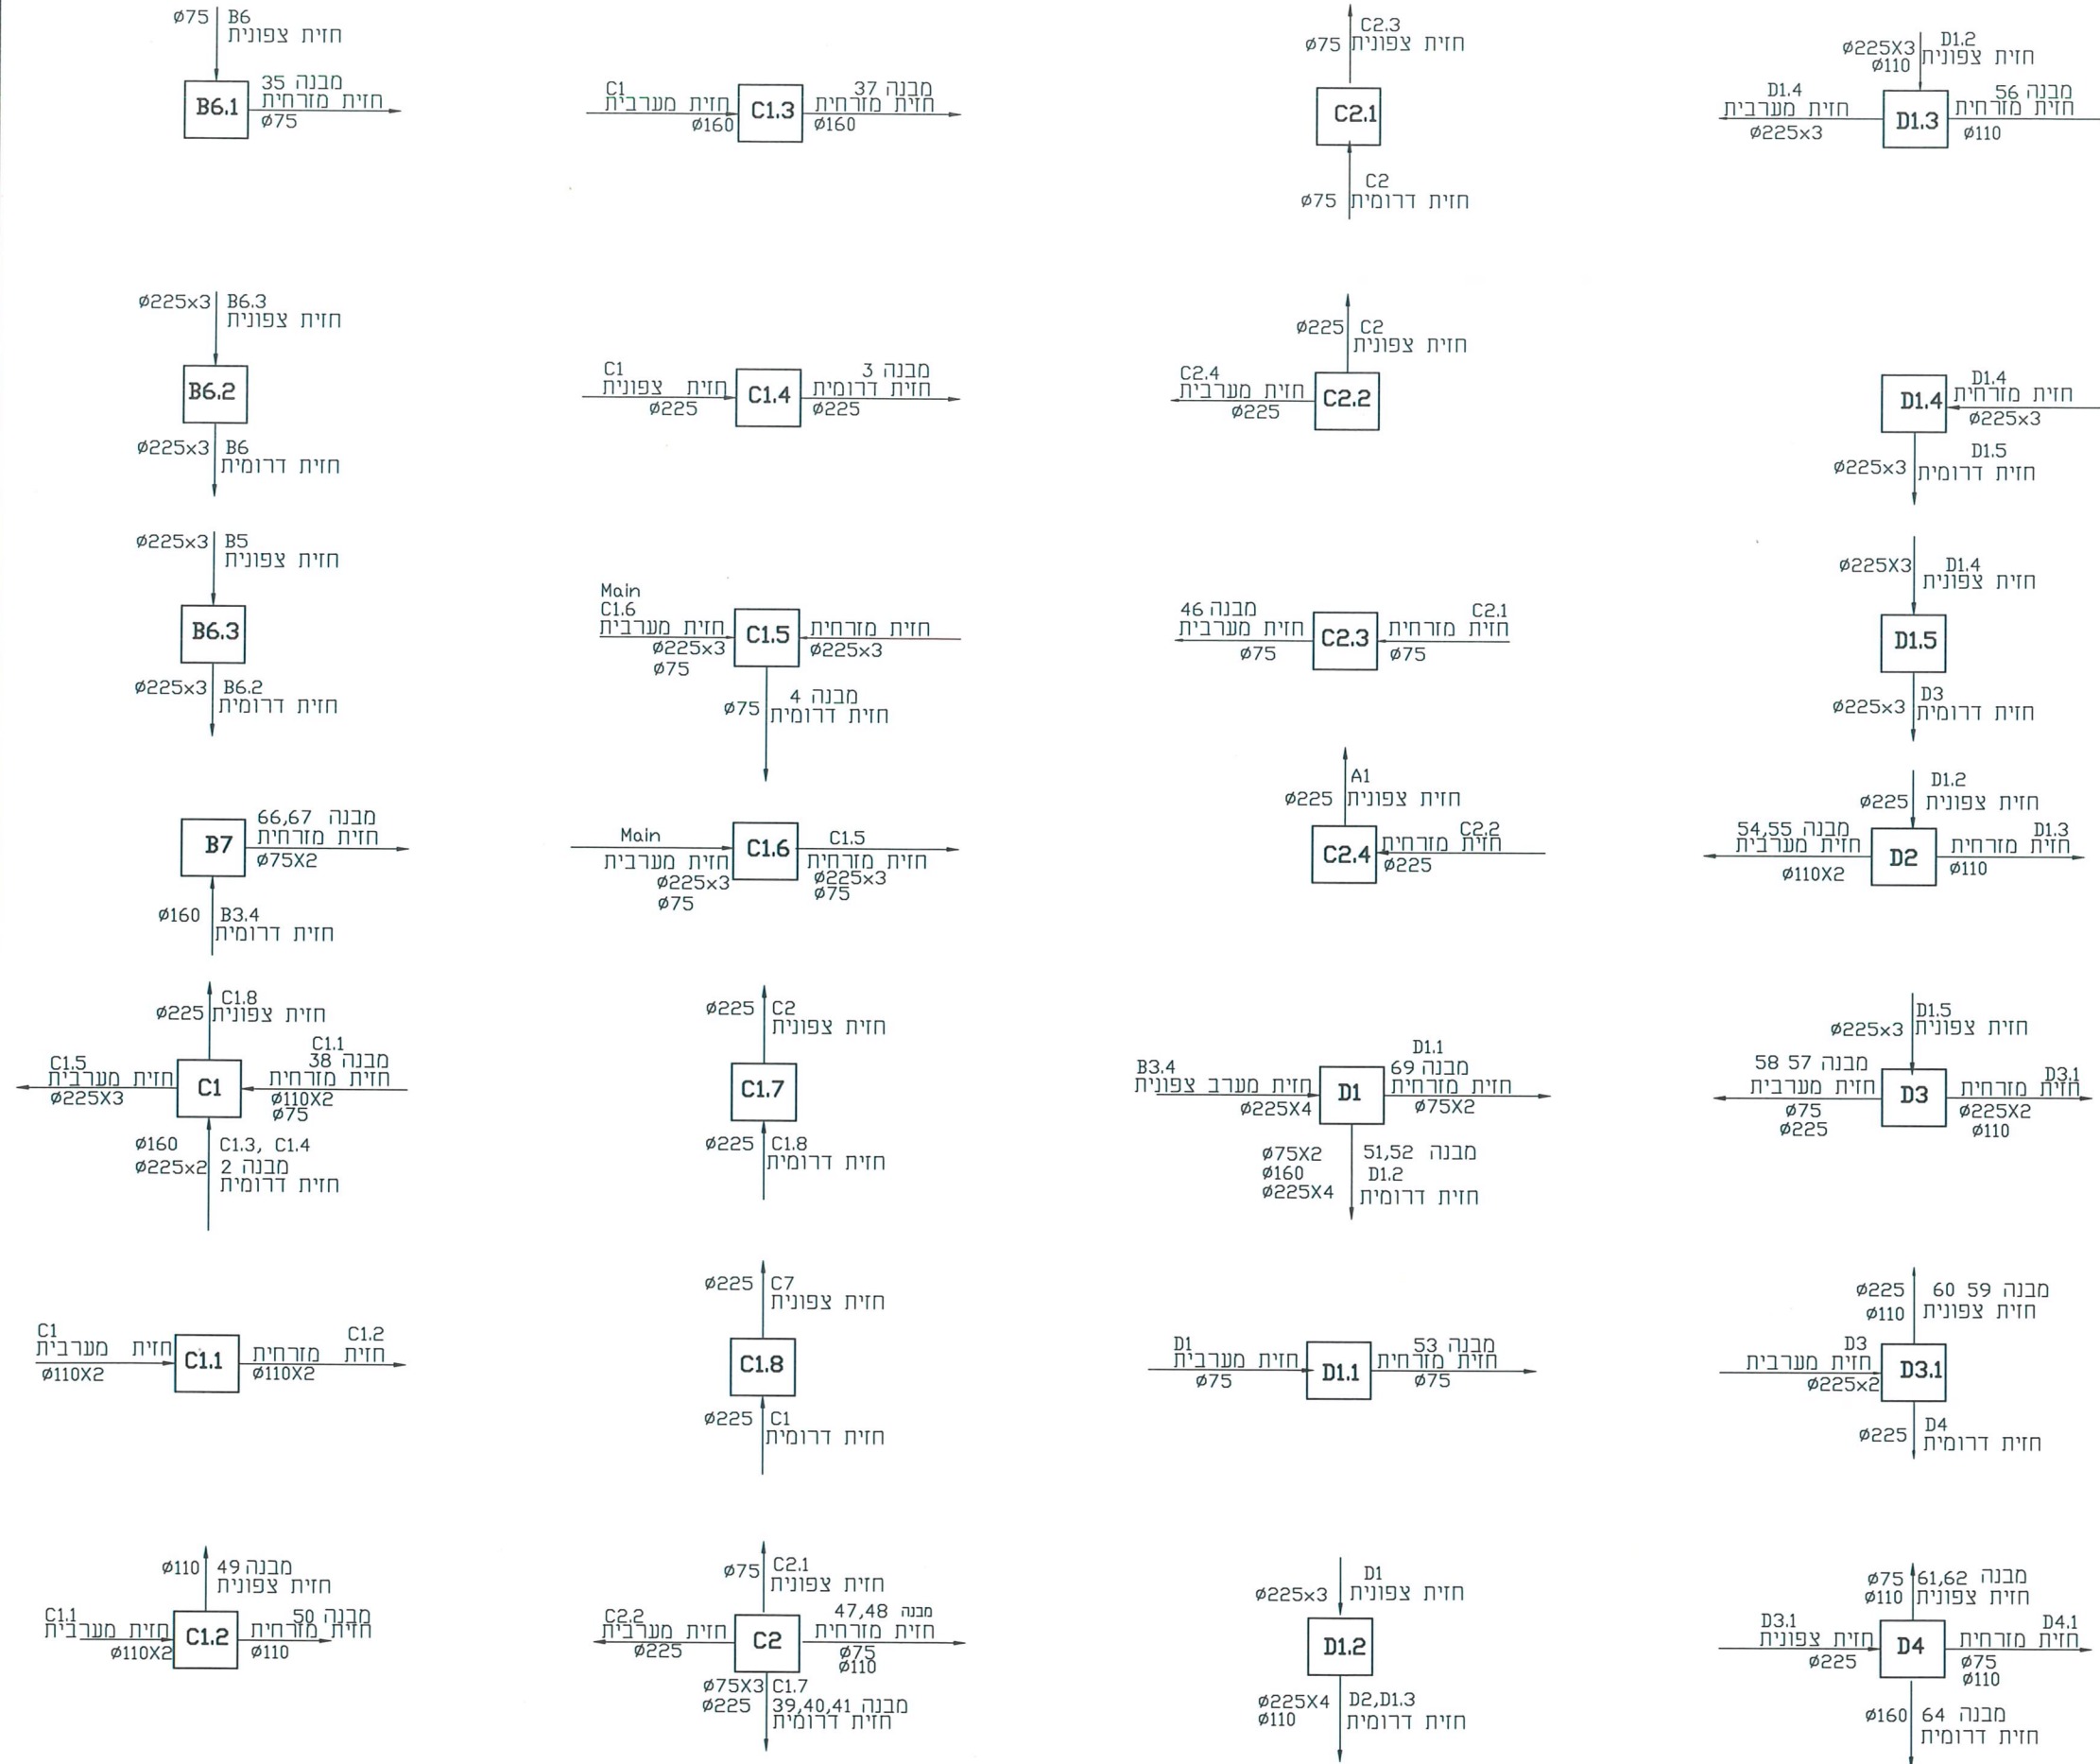 Ø75
B6
חזית צפונית
B6.1
מבנה 35
חזית מזרחית
Ø75
Ø225x3
B6.3
חזית צפונית
B6.2
Ø225x3
B6
חזית דרומית
Ø225x3
B5
חזית צפונית
B6.3
Ø225x3
B6.2
חזית דרומית
B7
מבנה 66,67
חזית מזרחית
Ø75X2
Ø160
B3.4
חזית דרומית
Ø225
C1.8
חזית צפונית
C1.5
חזית מערבית
Ø225X3
C1
C1.1
מבנה 38
חזית מזרחית
Ø110X2
Ø75
Ø160
Ø225x2
C1.3, C1.4
מבנה 2
חזית דרומית
C1
חזית מערבית
Ø110X2
C1.1
C1.2
חזית מזרחית
Ø110X2
Ø110
מבנה 49
חזית צפונית
C1.1
חזית מערבית
Ø110X2
C1.2
מבנה 50
חזית מזרחית
Ø110
C1
חזית מערבית
Ø160
C1.3
מבנה 37
חזית מזרחית
Ø160
C1
חזית צפונית
Ø225
C1.4
מבנה 3
חזית דרומית
Ø225
Main
C1.6
חזית מערבית
Ø225x3
Ø75
C1.5
חזית מזרחית
Ø225x3
Ø75
מבנה 4
חזית דרומית
Main
חזית מערבית
Ø225x3
Ø75
C1.6
C1.5
חזית מזרחית
Ø225x3
Ø75
Ø225
C2
חזית צפונית
C1.7
Ø225
C1.8
חזית דרומית
Ø225
C7
חזית צפונית
C1.8
Ø225
C1
חזית דרומית
Ø75
C2.1
חזית צפונית
C2.2
חזית מערבית
Ø225
C2
מבנה 47,48
חזית מזרחית
Ø75
Ø110
Ø75X3
Ø225
C1.7
מבנה 39,40,41
חזית דרומית
C2.3
Ø75
חזית צפונית
C2.1
C2
Ø75
חזית דרומית
Ø225
C2
חזית צפונית
C2.4
חזית מערבית
Ø225
C2.2
מבנה 46
חזית מערבית
Ø75
C2.3
C2.1
חזית מזרחית
Ø75
A1
Ø225
חזית צפונית
C2.4
C2.2
חזית מזרחית
Ø225
B3.4
חזית מערב צפונית
Ø225X4
D1
D1.1
מבנה 69
חזית מזרחית
Ø75X2
Ø75X2
Ø160
Ø225X4
מבנה 51,52
D1.2
חזית דרומית
D1
חזית מערבית
Ø75
D1.1
מבנה 53
חזית מזרחית
Ø75
D1
Ø225x3
חזית צפונית
D1.2
Ø225X4
Ø110
D2,D1.3
חזית דרומית
Ø225X3
Ø110
D1.2
חזית צפונית
D1.4
חזית מערבית
Ø225x3
D1.3
מבנה 56
חזית מזרחית
Ø110
D1.4
D1.4
חזית מזרחית
Ø225x3
Ø225x3
D1.5
חזית דרומית
Ø225X3
D1.4
חזית צפונית
D1.5
Ø225x3
D3
חזית דרומית
D1.2
Ø225
חזית צפונית
מבנה 54,55
חזית מערבית
Ø110X2
D2
D1.3
חזית מזרחית
Ø110
D1.5
Ø225x3
חזית צפונית
מבנה 57 58
חזית מערבית
Ø75
Ø225
D3
D3.1
חזית מזרחית
Ø225X2
Ø110
Ø225
Ø110
מבנה 59 60
חזית צפונית
D3
חזית מערבית
Ø225x2
D3.1
Ø225
D4
חזית דרומית
Ø75
Ø110
מבנה 61,62
חזית צפונית
D3.1
חזית צפונית
Ø225
D4
D4.1
חזית מזרחית
Ø75
Ø110
Ø160
מבנה 64
חזית דרומית